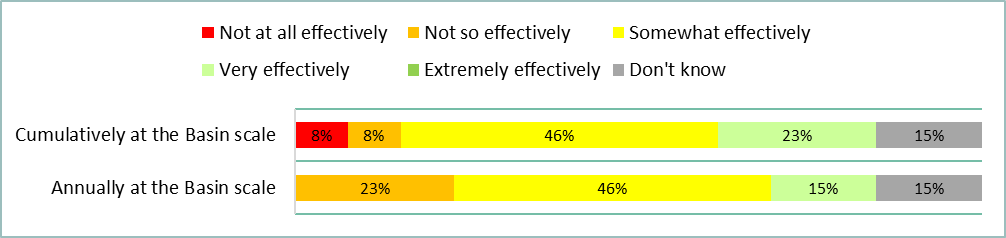 Not at all effectively Not so effectively Somewhat effectively
Very effectively Extremely effectively Don't know
Cumulatively at the Basin scale 8% 8% 46% 23% 15%
Annually at the Basin scale 23% 46% 15% 15%